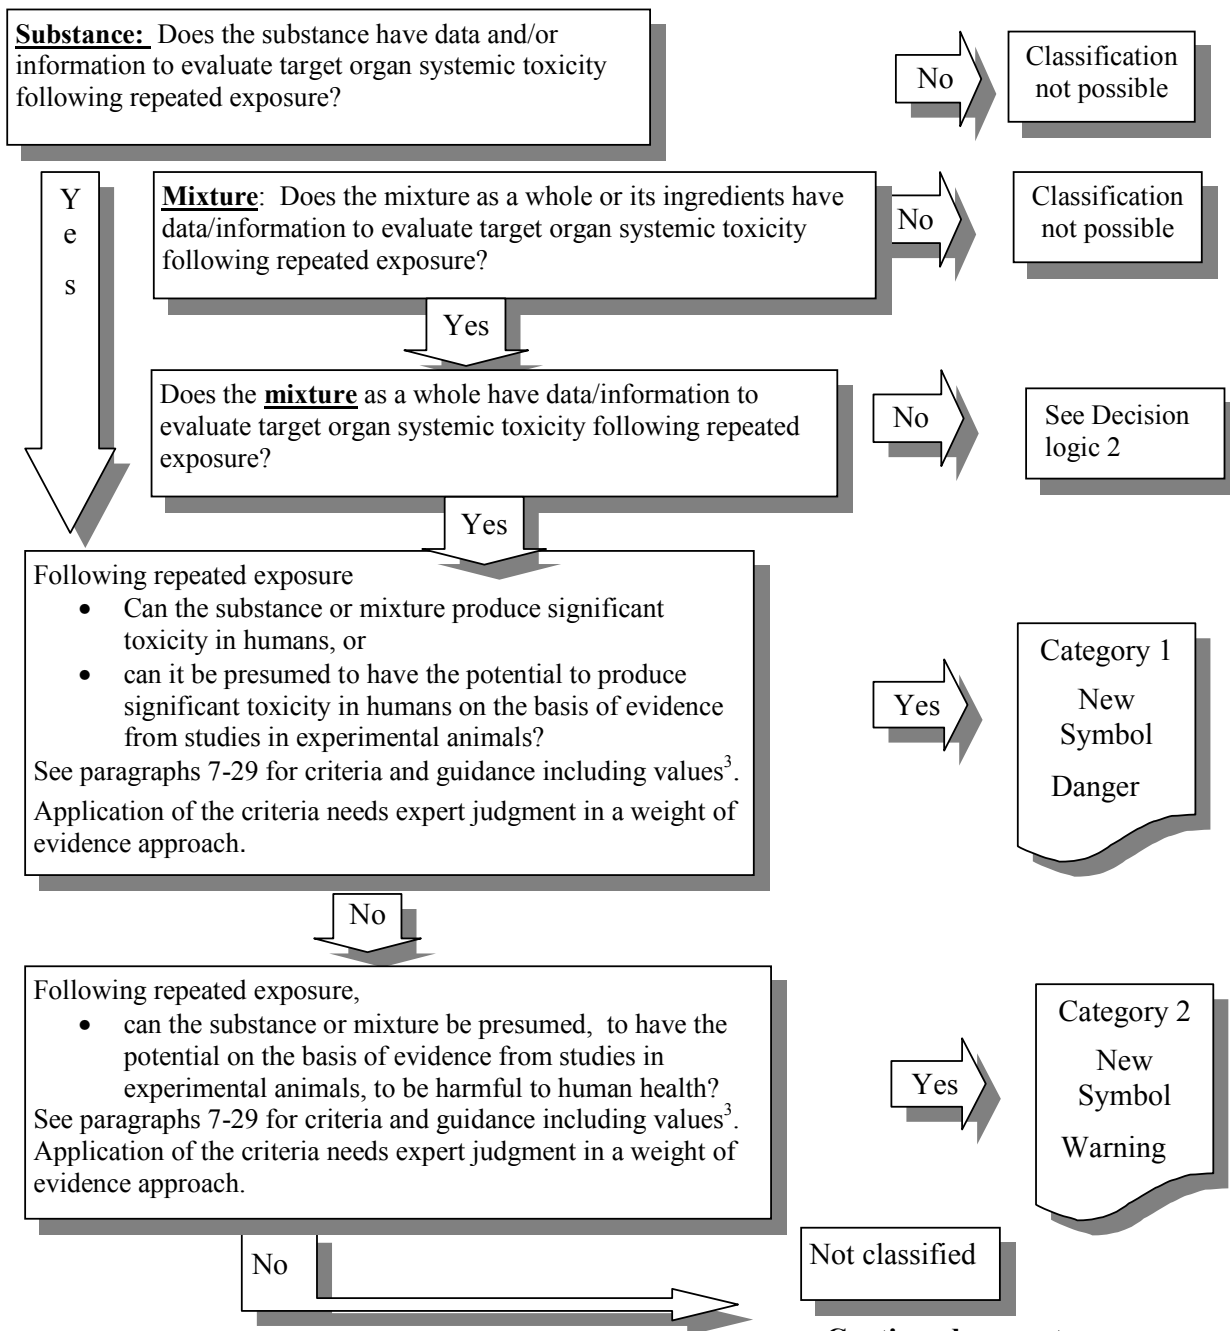 Substance: Does the substance have data and/or
information to evaluate target organ systemic toxicity
following repeated exposure?
No
Classification
not possible
Y
e
s
Mixture: Does the mixture as a whole or its ingredients have
data/information to evaluate target organ systemic toxicity
following repeated exposure?
No
Classification
not possible
Yes
Does the mixture as a whole have data/information to
evaluate target organ systemic toxicity following repeated
exposure?
No
See Decision
logic 2
Yes
Following repeated exposure
• Can the substance or mixture produce significant
toxicity in humans, or
• can it be presumed to have the potential to produce
significant toxicity in humans on the basis of evidence
from studies in experimental animals?
See paragraphs 7-29 for criteria and guidance including values³.
Application of the criteria needs expert judgment in a weight of
evidence approach.
Yes
Category 1
New
Symbol
Danger
No
Following repeated exposure,
• can the substance or mixture be presumed, to have the
potential on the basis of evidence from studies in
experimental animals, to be harmful to human health?
See paragraphs 7-29 for criteria and guidance including values³.
Application of the criteria needs expert judgment in a weight of
evidence approach.
Yes
Category 2
New
Symbol
Warning
No
Not classified